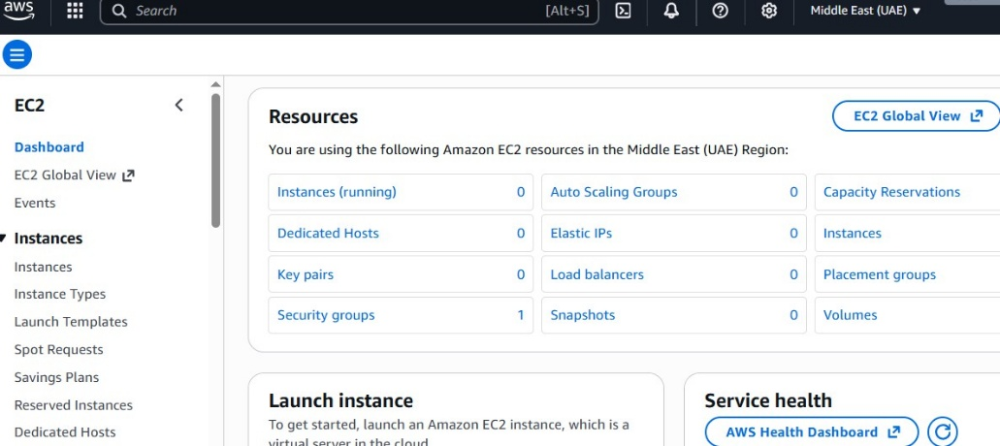 aws
Search [Alt+S] Middle East (UAE)
EC2
Dashboard
EC2 Global View
Events
Instances
Instances
Instance Types
Launch Templates
Spot Requests
Savings Plans
Reserved Instances
Dedicated Hosts
Resources
EC2 Global View
You are using the following Amazon EC2 resources in the Middle East (UAE) Region:
Instances (running) 0 Auto Scaling Groups 0 Capacity Reservations
Dedicated Hosts 0 Elastic IPs 0 Instances
Key pairs 0 Load balancers 0 Placement groups
Security groups 1 Snapshots 0 Volumes
Launch instance
To get started, launch an Amazon EC2 instance, which is a
virtual server in the cloud.
Service health
AWS Health Dashboard